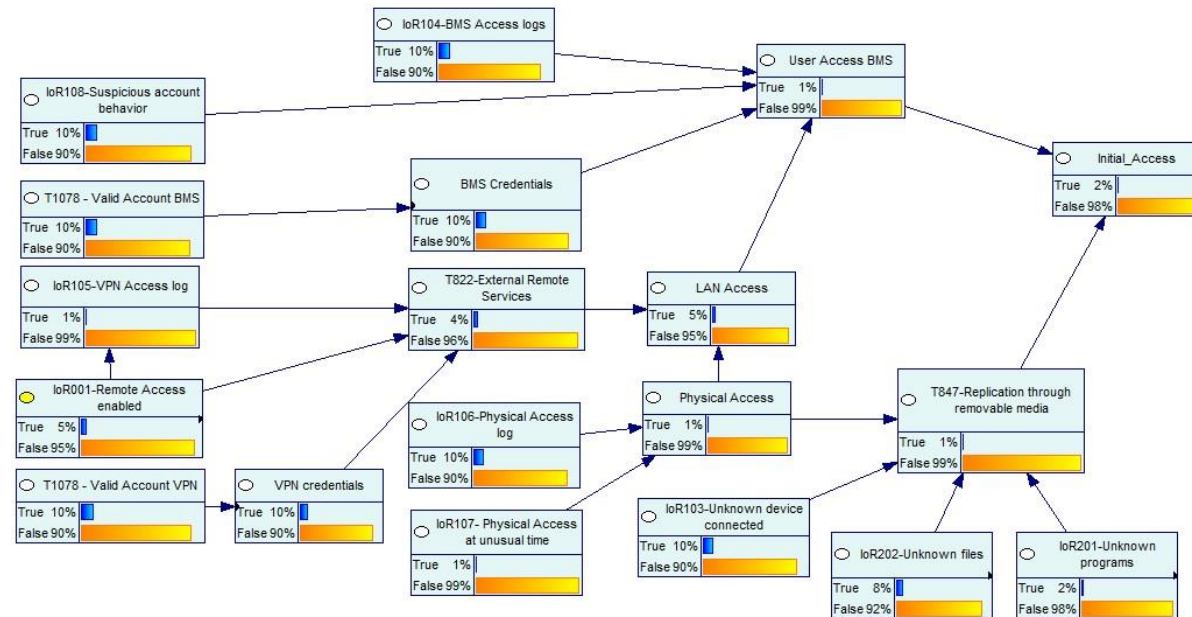 IoR104-BMS Access logs
True 10%
False 90%
User Access BMS
True 1%
False 99%
IoR108-Suspicious account
behavior
True 10%
False 90%
Initial_Access
True 2%
False 98%
BMS Credentials
True 10%
False 90%
T1078 - Valid Account BMS
True 10%
False 90%
IoR105-VPN Access log
True 1%
False 99%
T822-External Remote
Services
True 4%
False 96%
LAN Access
True 5%
False 95%
IoR001-Remote Access
enabled
True 5%
False 95%
Physical Access
True 1%
False 99%
T847-Replication through
removable media
True 1%
False 99%
IoR106-Physical Access
log
True 10%
False 90%
T1078 - Valid Account VPN
True 10%
False 90%
VPN credentials
True 10%
False 90%
IoR107- Physical Access
at unusual time
True 1%
False 99%
IoR103-Unknown device
connected
True 10%
False 90%
IoR202-Unknown files
True 8%
False 92%
IoR201-Unknown
programs
True 2%
False 98%